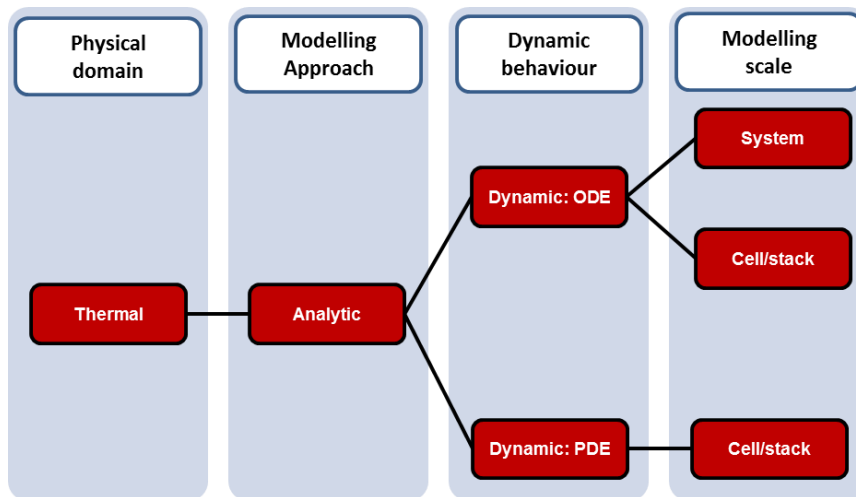 Physical
domain
Modelling
Approach
Dynamic
behaviour
Modelling
scale
System
Dynamic: ODE
Cell/stack
Thermal
Analytic
Dynamic: PDE
Cell/stack